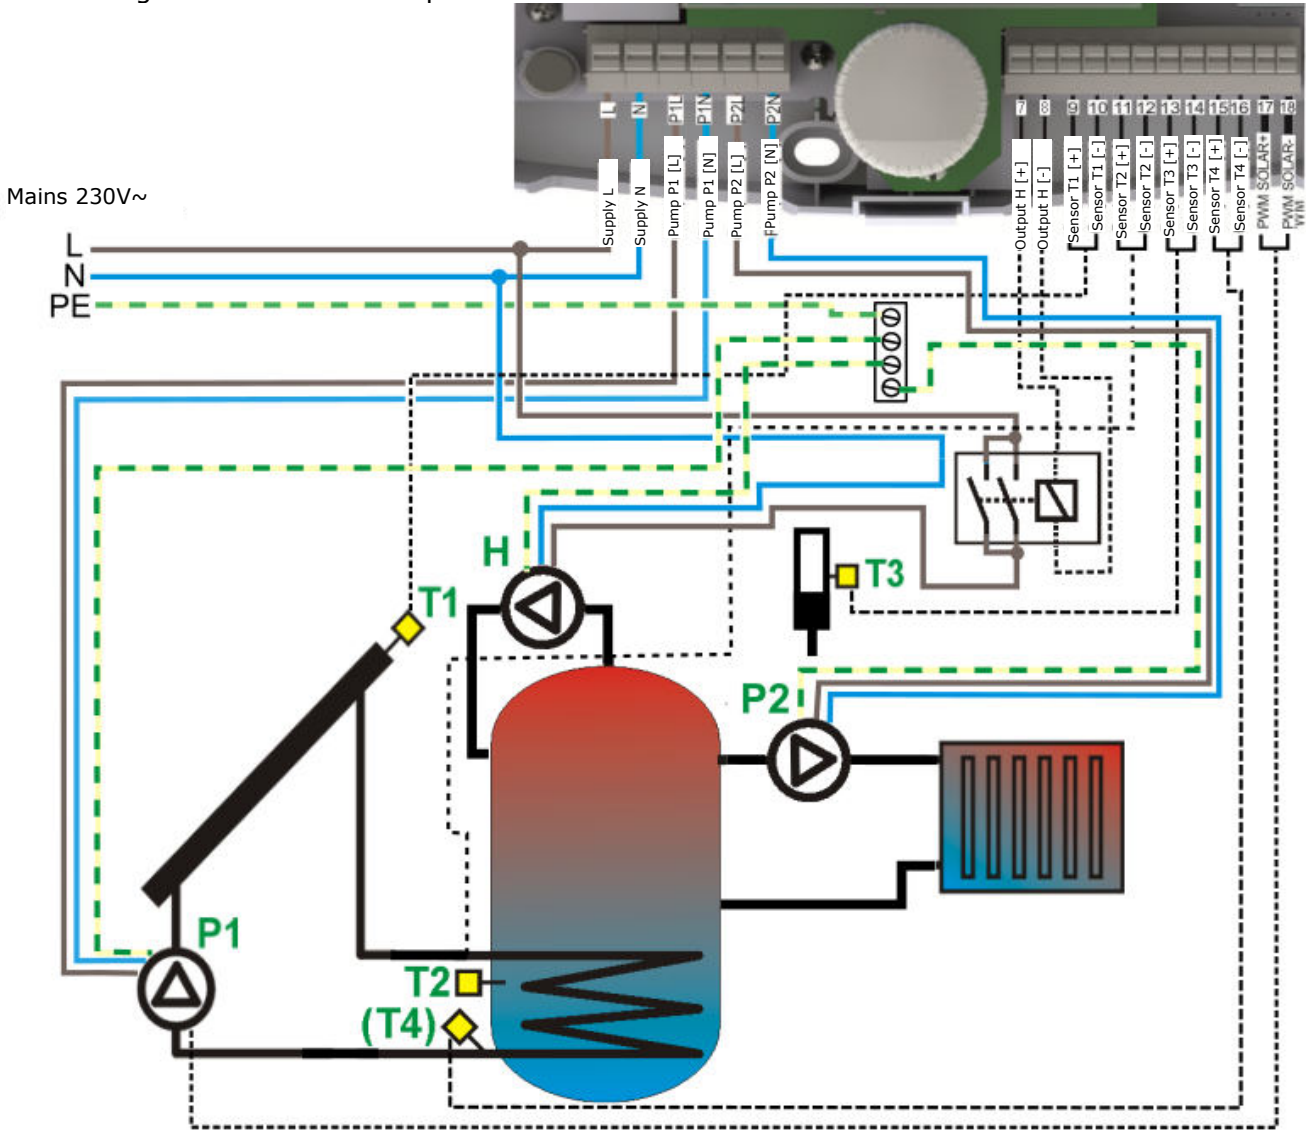 L
N
P1L
P1N
P2L
P2N
7
8
9
10
11
12
13
14
15
16
17
18
Supply L
Supply N
Pump P1 [L]
Pump P1 [N]
Pump P2 [L]
Pump P2 [N]
Output H [+]
Output H [-]
Sensor T1 [+]
Sensor T1 [-]
Sensor T2 [+]
Sensor T2 [-]
Sensor T3 [+]
Sensor T3 [-]
Sensor T4 [+]
Sensor T4 [-]
PWM SOLAR+
PWM SOLAR-
Mains 230V~
L
N
PE
H
T1
T3
P2
P1
T2
(T4)